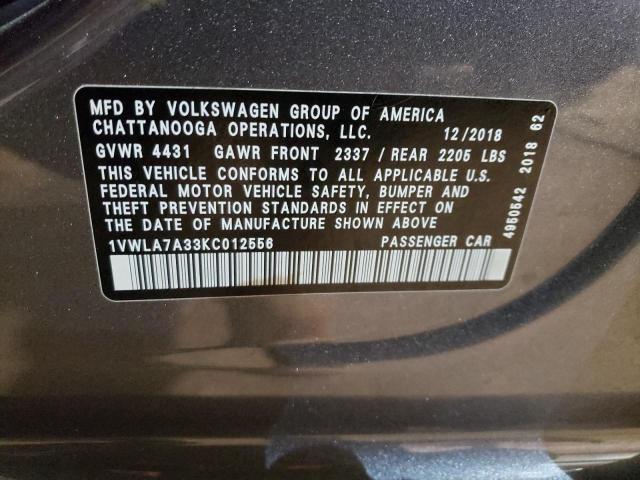 MFD BY VOLKSWAGEN GROUP OF AMERICA
CHATTANOOGA OPERATIONS, LLC. 12/2018
GVWR 4431 GAWR FRONT 2337 / REAR 2205 LBS
THIS VEHICLE CONFORMS TO ALL APPLICABLE U.S.
FEDERAL MOTOR VEHICLE SAFETY, BUMPER AND
THEFT PREVENTION STANDARDS IN EFFECT ON
THE DATE OF MANUFACTURE SHOWN ABOVE
1VWLA7A33KC012556 PASSENGER CAR
4950542 2018 62